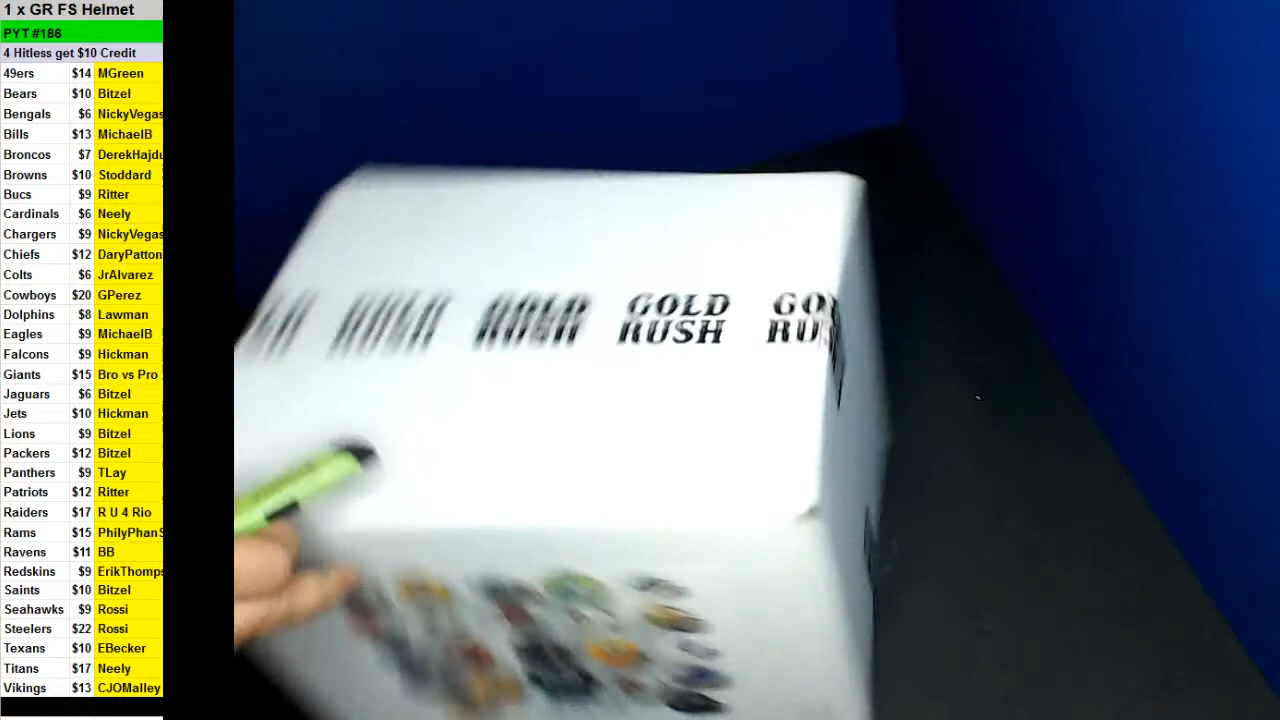 1 x GR FS Helmet
PYT #186
4 Hitless get $10 Credit
49ers $14 MGreen
Bears $10 Bitzel
Bengals $6 NickyVegas
Bills $13 MichaelB
Broncos $7 DerekHajdu
Browns $10 Stoddard
Bucs $9 Ritter
Cardinals $6 Neely
Chargers $9 NickyVegas
Chiefs $12 DaryPatton
Colts $6 JrAlvarez
Cowboys $20 GPerez
Dolphins $8 Lawman
Eagles $9 MichaelB
Falcons $9 Hickman
Giants $15 Bro vs Pro
Jaguars $6 Bitzel
Jets $10 Hickman
Lions $9 Bitzel
Packers $12 Bitzel
Panthers $9 TLay
Patriots $12 Ritter
Raiders $17 R U 4 Rio
Rams $15 PhilyPhanS
Ravens $11 BB
Redskins $9 ErikThomps
Saints $10 Bitzel
Seahawks $9 Rossi
Steelers $22 Rossi
Texans $10 EBecker
Titans $17 Neely
Vikings $13 CJOMalley
GOLD GOLD GO
RUSH RUSH RU